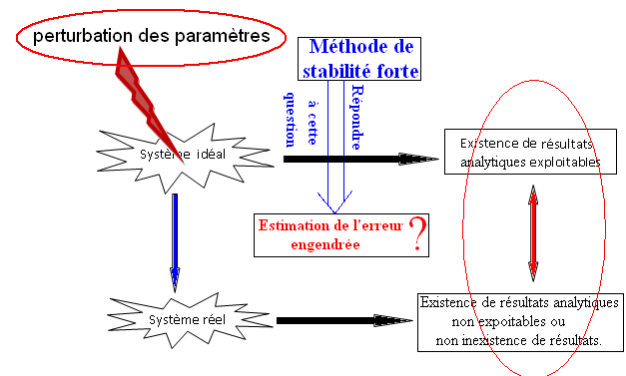 perturbation des paramètres
Méthode de
stabilité forte
Répondre
à cette
question
Système idéal
Existence de résultats
analytiques exploitables
Estimation de l'erreur
engendrée ?
Système réel
Existence de résultats analytiques
non expoitables ou
non inexistence de résultats.